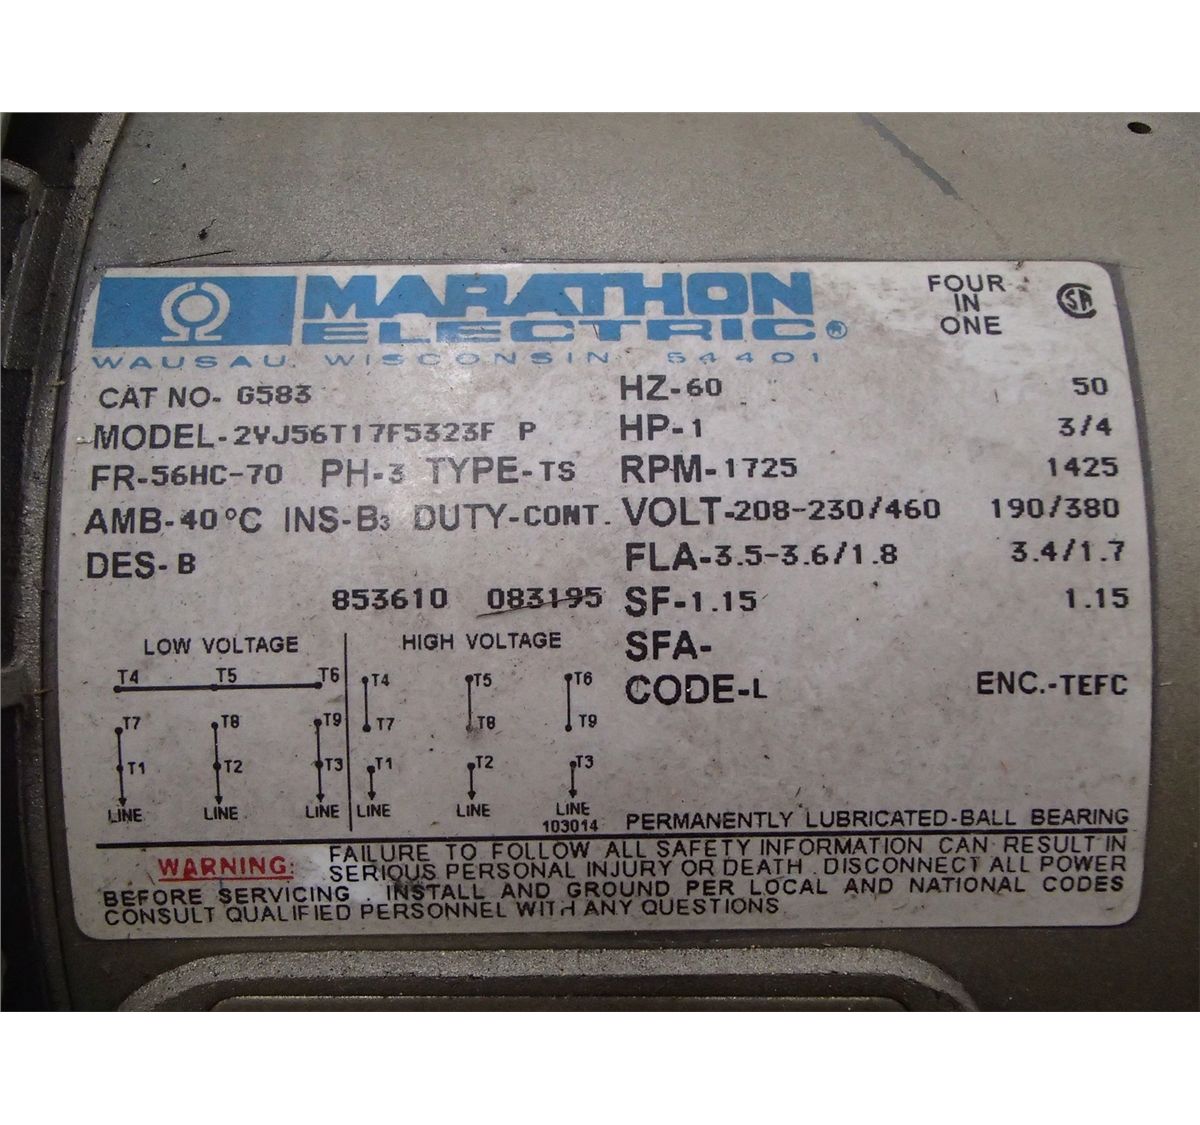 MARATHON
ELECTRIC®
WAUSAU, WISCONSIN 54401
FOUR
IN
ONE
CSA
CAT NO- G583
MODEL-2VJ56T17F5323F P
FR-56HC-70 PH-3 TYPE-TS
AMB-40°C INS-B3 DUTY-CONT.
DES-B
853610 083195
HZ-60 50
HP-1 3/4
RPM-1725 1425
VOLT-208-230/460 190/380
FLA-3.5-3.6/1.8 3.4/1.7
SF-1.15 1.15
SFA-
CODE-L ENC.-TEFC
LOW VOLTAGE
T4 T5 T6
T7 T8 T9
T1 T2 T3
LINE LINE LINE
HIGH VOLTAGE
T4 T5 T6
T7 T8 T9
T1 T2 T3
LINE LINE LINE
103014
PERMANENTLY LUBRICATED-BALL BEARING
WARNING: FAILURE TO FOLLOW ALL SAFETY INFORMATION CAN RESULT IN
SERIOUS PERSONAL INJURY OR DEATH. DISCONNECT ALL POWER
BEFORE SERVICING. INSTALL AND GROUND PER LOCAL AND NATIONAL CODES
CONSULT QUALIFIED PERSONNEL WITH ANY QUESTIONS